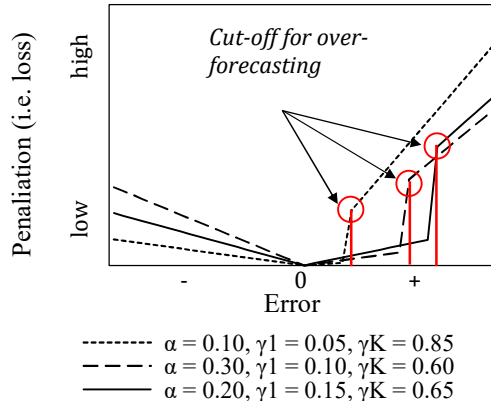 Cut-off for over-
forecasting
Penaliation (i.e. loss)
high
low
- 0 +
Error
α = 0.10, γ1 = 0.05, γK = 0.85
α = 0.30, γ1 = 0.10, γK = 0.60
α = 0.20, γ1 = 0.15, γK = 0.65